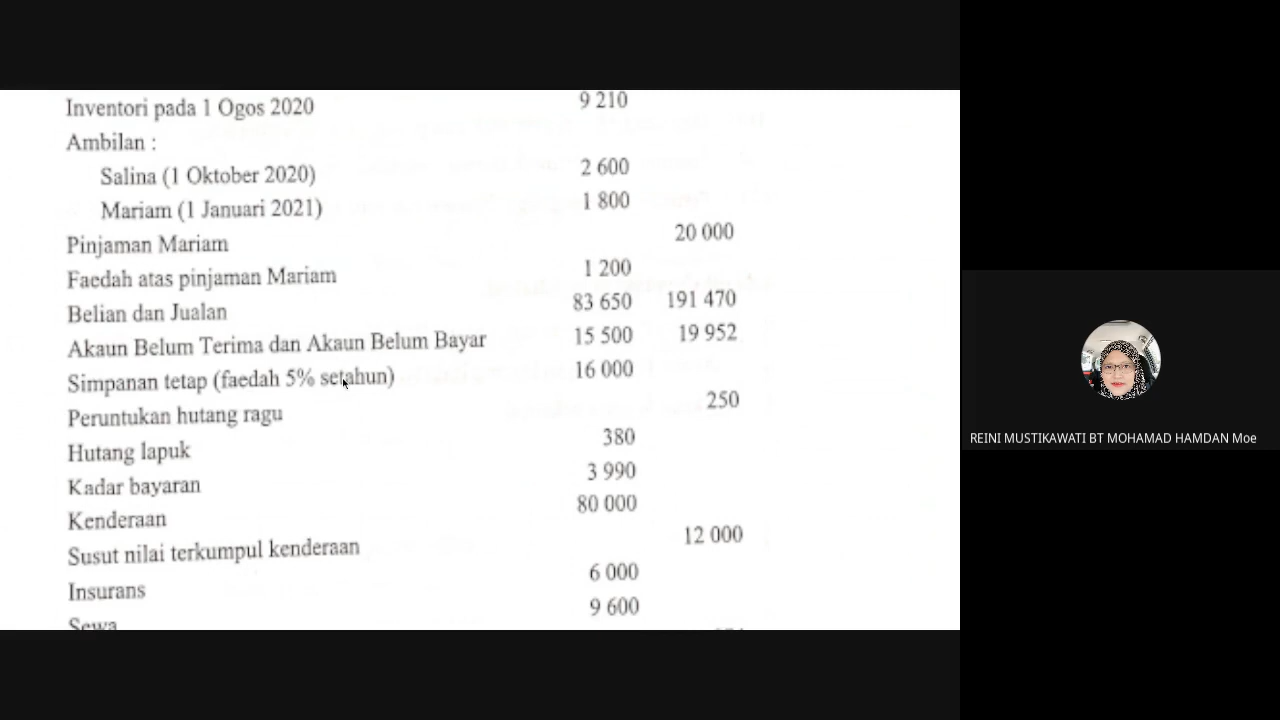 Inventori pada 1 Ogos 2020 9 210
Ambilan :
Salina (1 Oktober 2020) 2 600
Mariam (1 Januari 2021) 1 800
Pinjaman Mariam 20 000
Faedah atas pinjaman Mariam 1 200
Belian dan Jualan 83 650 191 470
Akaun Belum Terima dan Akaun Belum Bayar 15 500 19 952
Simpanan tetap (faedah 5% setahun) 16 000
Peruntukan hutang ragu 250
Hutang lapuk 380
Kadar bayaran 3 990
Kenderaan 80 000
Susut nilai terkumpul kenderaan 12 000
Insurans 6 000
Sewa 9 600
REINI MUSTIKAWATI BT MOHAMAD HAMDAN Moe